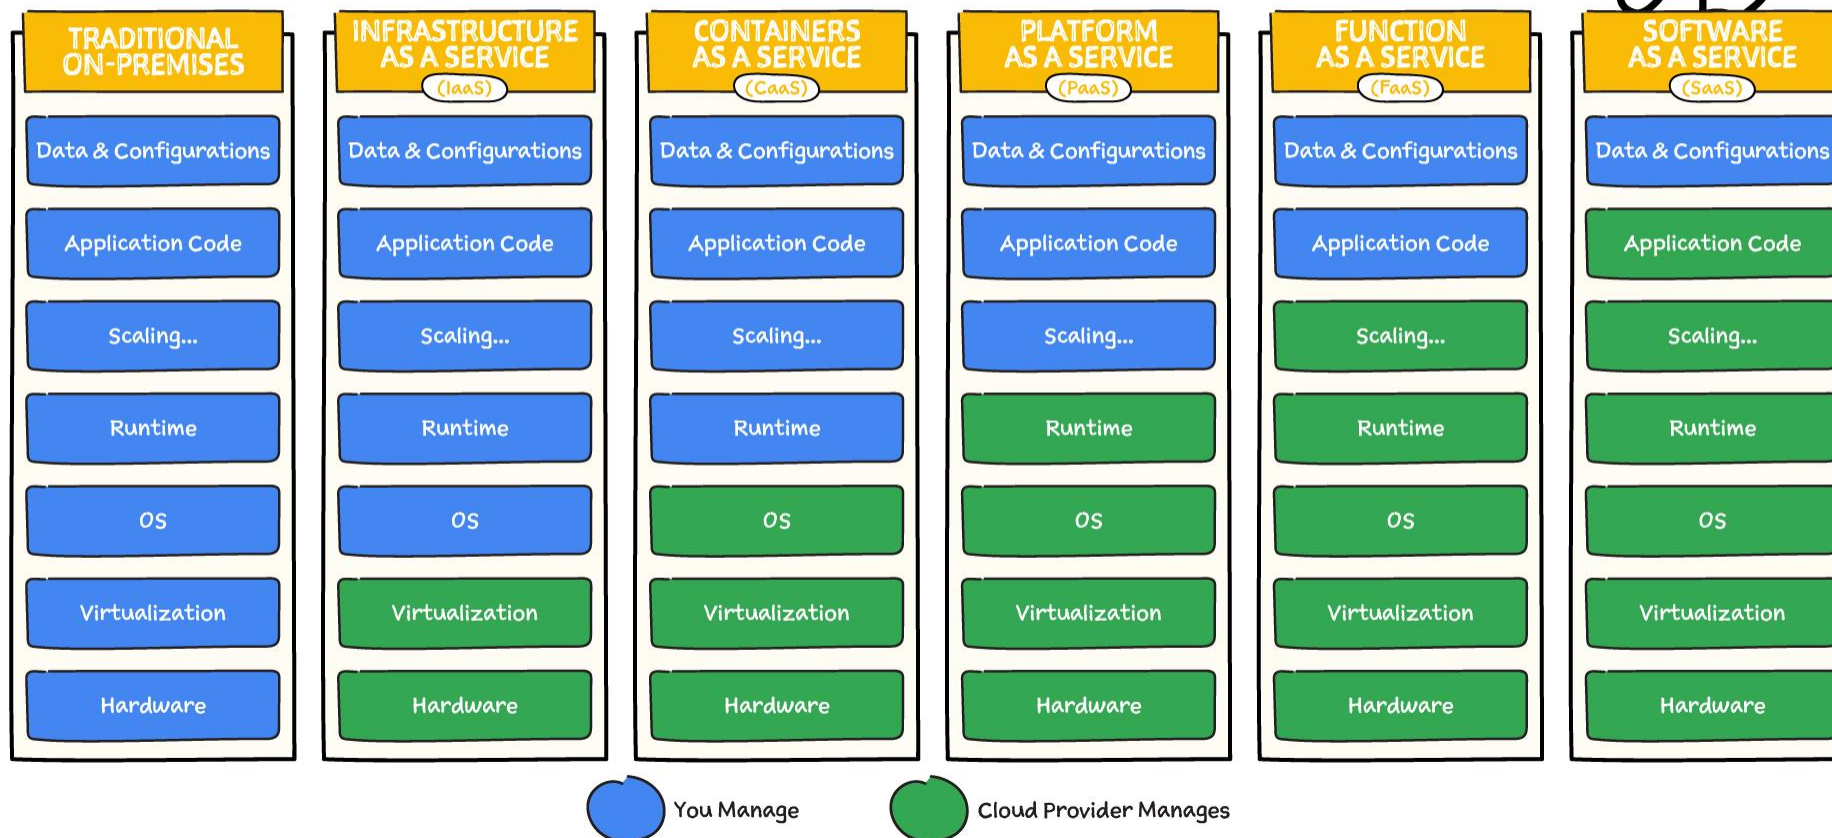 TRADITIONAL
ON-PREMISES
Data & Configurations
Application Code
Scaling...
Runtime
OS
Virtualization
Hardware
INFRASTRUCTURE
AS A SERVICE
(IaaS)
Data & Configurations
Application Code
Scaling...
Runtime
OS
Virtualization
Hardware
CONTAINERS
AS A SERVICE
(CaaS)
Data & Configurations
Application Code
Scaling...
Runtime
OS
Virtualization
Hardware
PLATFORM
AS A SERVICE
(PaaS)
Data & Configurations
Application Code
Scaling...
Runtime
OS
Virtualization
Hardware
FUNCTION
AS A SERVICE
(FaaS)
Data & Configurations
Application Code
Scaling...
Runtime
OS
Virtualization
Hardware
SOFTWARE
AS A SERVICE
(SaaS)
Data & Configurations
Application Code
Scaling...
Runtime
OS
Virtualization
Hardware
You Manage
Cloud Provider Manages